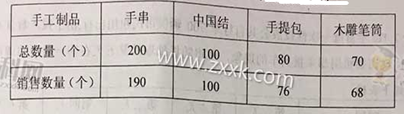 手工制品 手串 中国结 手提包 木雕笔筒
总数量（个） 200 100 80 70
销售数量（个） 190 100 76 68
www.zxxk.com